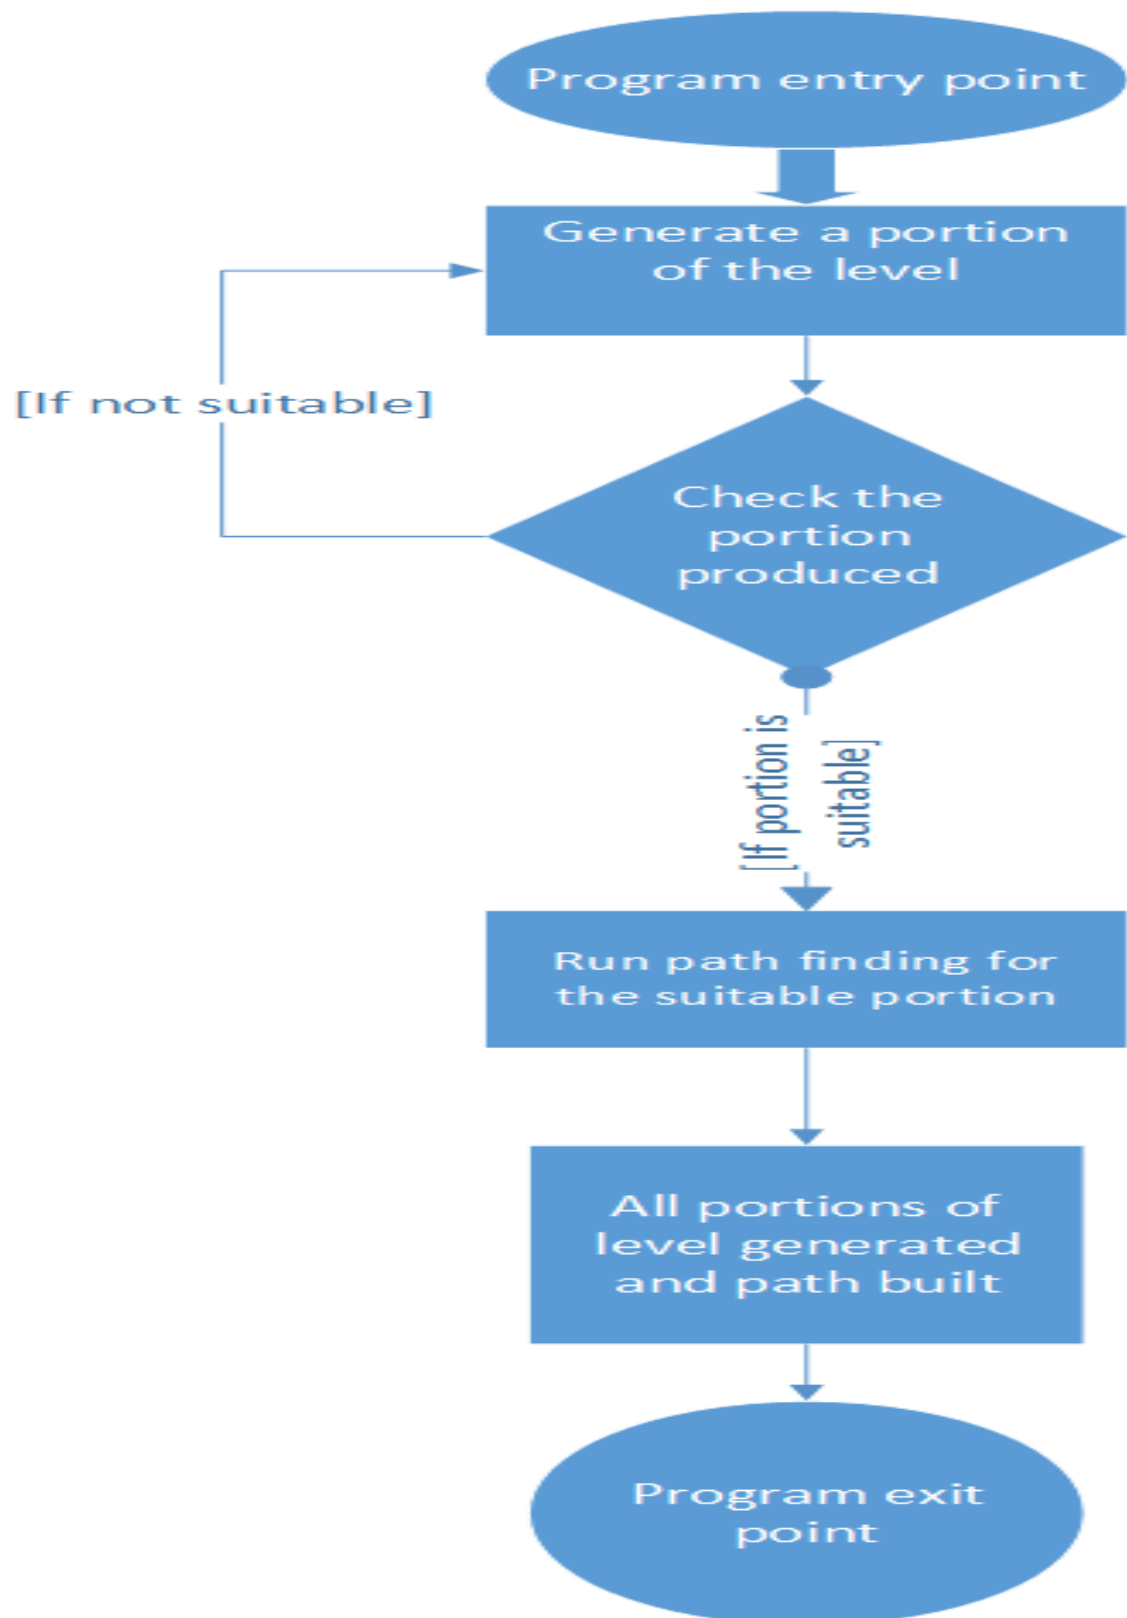 Program entry point
Generate a portion
of the level
[If not suitable]
Check the
portion
produced
[If portion is
suitable]
Run path finding for
the suitable portion
All portions of
level generated
and path built
Program exit
point